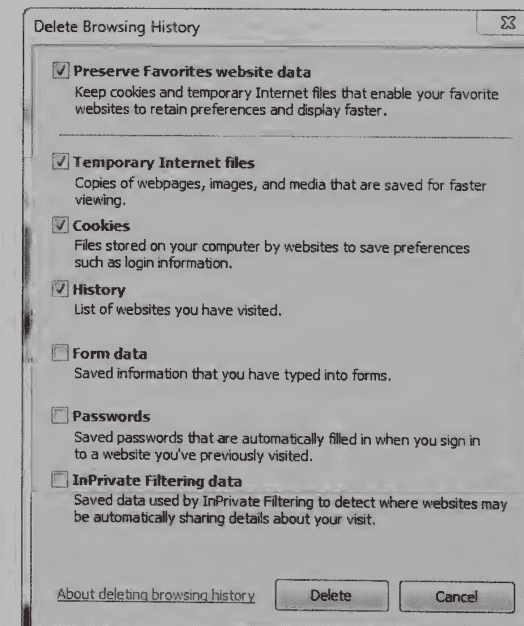 Delete Browsing History
Preserve Favorites website data
Keep cookies and temporary Internet files that enable your favorite
websites to retain preferences and display faster.
Temporary Internet files
Copies of webpages, images, and media that are saved for faster
viewing.
Cookies
Files stored on your computer by websites to save preferences
such as login information.
History
List of websites you have visited.
Form data
Saved information that you have typed into forms.
Passwords
Saved passwords that are automatically filled in when you sign in
to a website you've previously visited.
InPrivate Filtering data
Saved data used by InPrivate Filtering to detect where websites may
be automatically sharing details about your visit.
About deleting browsing history
Delete
Cancel